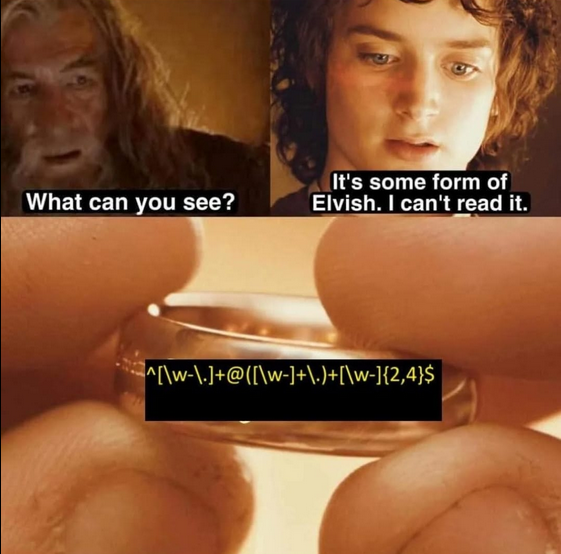 What can you see?
It's some form of
Elvish. I can't read it.
^[\w-\.]+@([\w-]+\.)+[\w-]{2,4}$